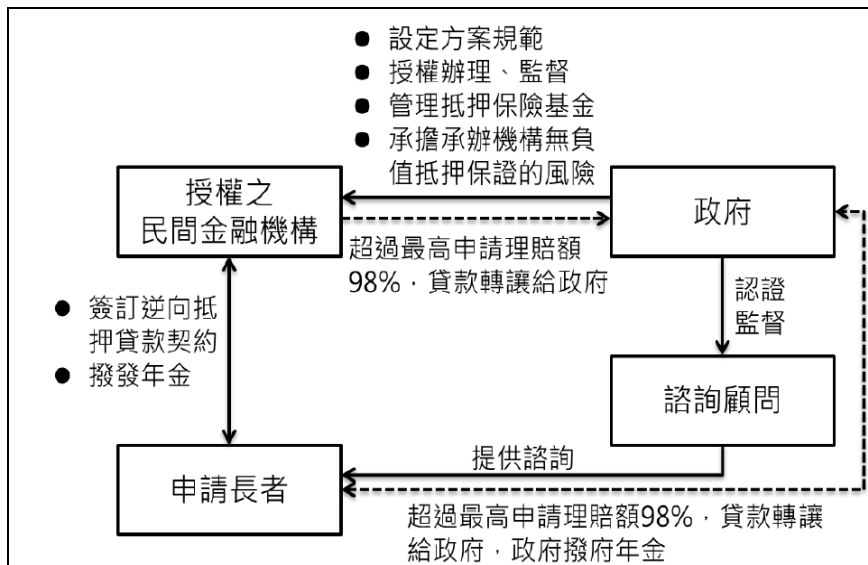 ● 設定方案規範
● 授權辦理、監督
● 管理抵押保險基金
● 承擔承辦機構無負
值抵押保證的風險
授權之
民間金融機構
政府
超過最高申請理賠額
98%，貸款轉讓給政府
● 簽訂逆向抵
押貸款契約
● 撥發年金
認證
監督
諮詢顧問
提供諮詢
申請長者
超過最高申請理賠額98%，貸款轉讓
給政府，政府撥府年金